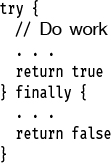 try {
  // Do work
  . . .
  return true
} finally {
  . . .
  return false
}